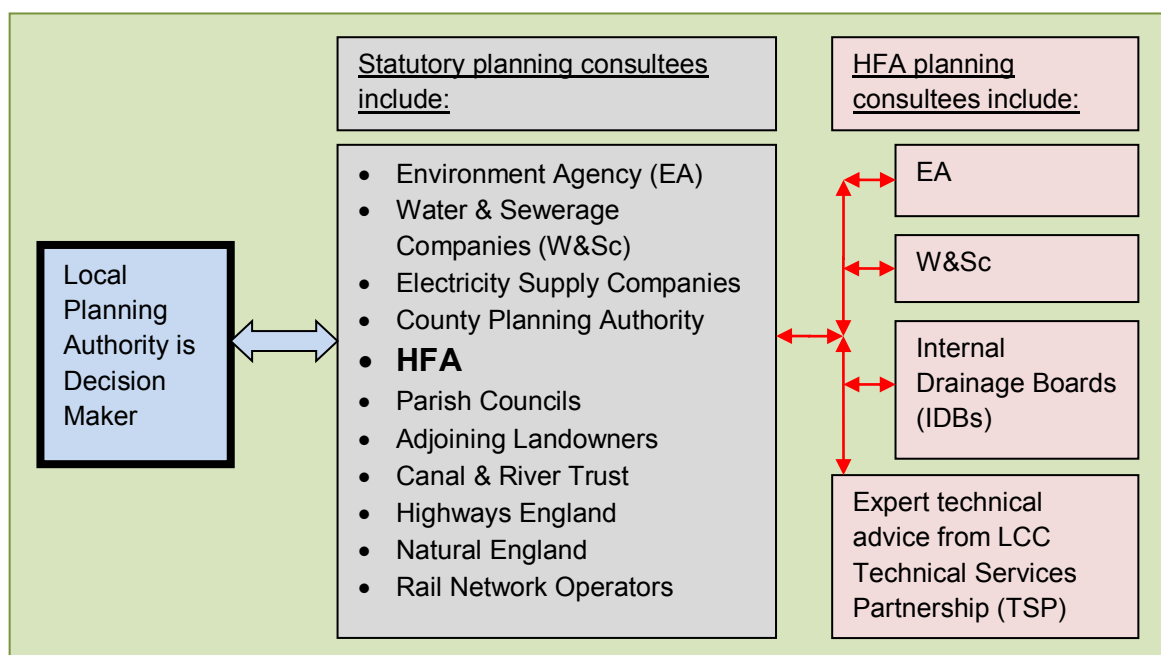 Local
Planning
Authority is
Decision
Maker
Statutory planning consultees
include:
• Environment Agency (EA)
• Water & Sewerage
Companies (W&Sc)
• Electricity Supply Companies
• County Planning Authority
• HFA
• Parish Councils
• Adjoining Landowners
• Canal & River Trust
• Highways England
• Natural England
• Rail Network Operators
HFA planning
consultees include:
EA
W&Sc
Internal
Drainage Boards
(IDBs)
Expert technical
advice from LCC
Technical Services
Partnership (TSP)